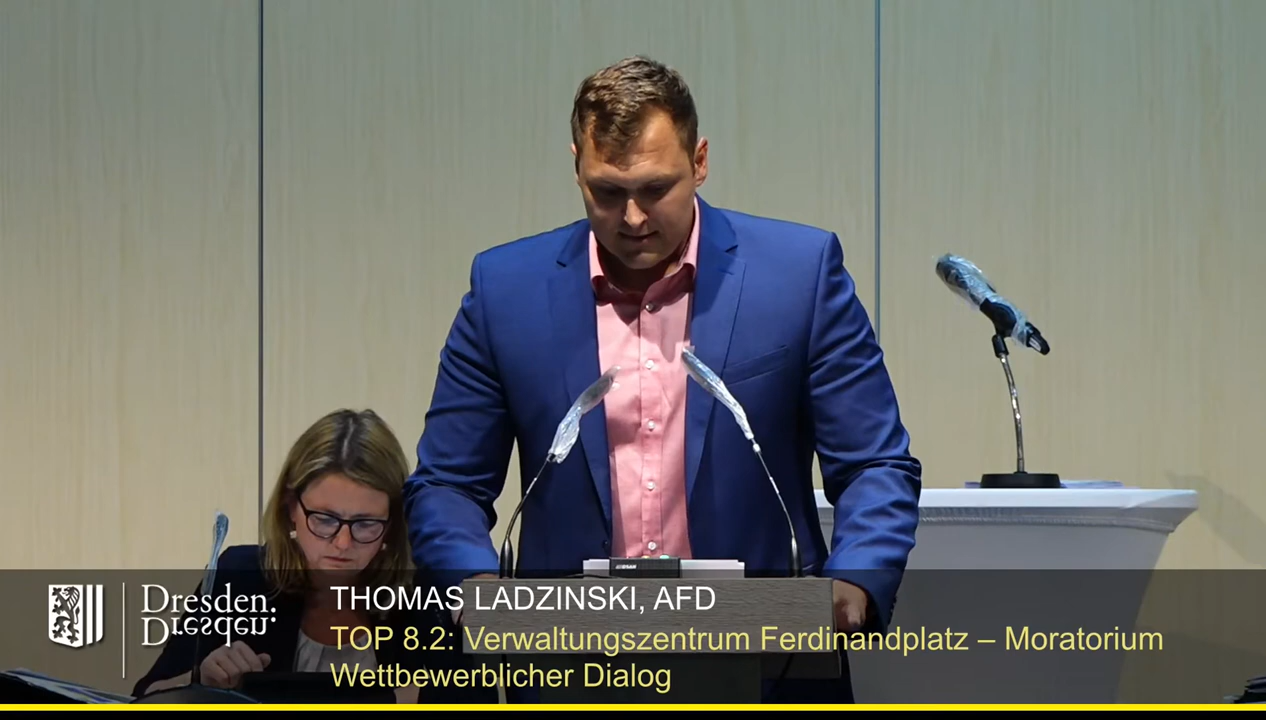 Dresden.
Dresden.
THOMAS LADZINSKI, AFD
TOP 8.2: Verwaltungszentrum Ferdinandplatz – Moratorium
Wettbewerblicher Dialog